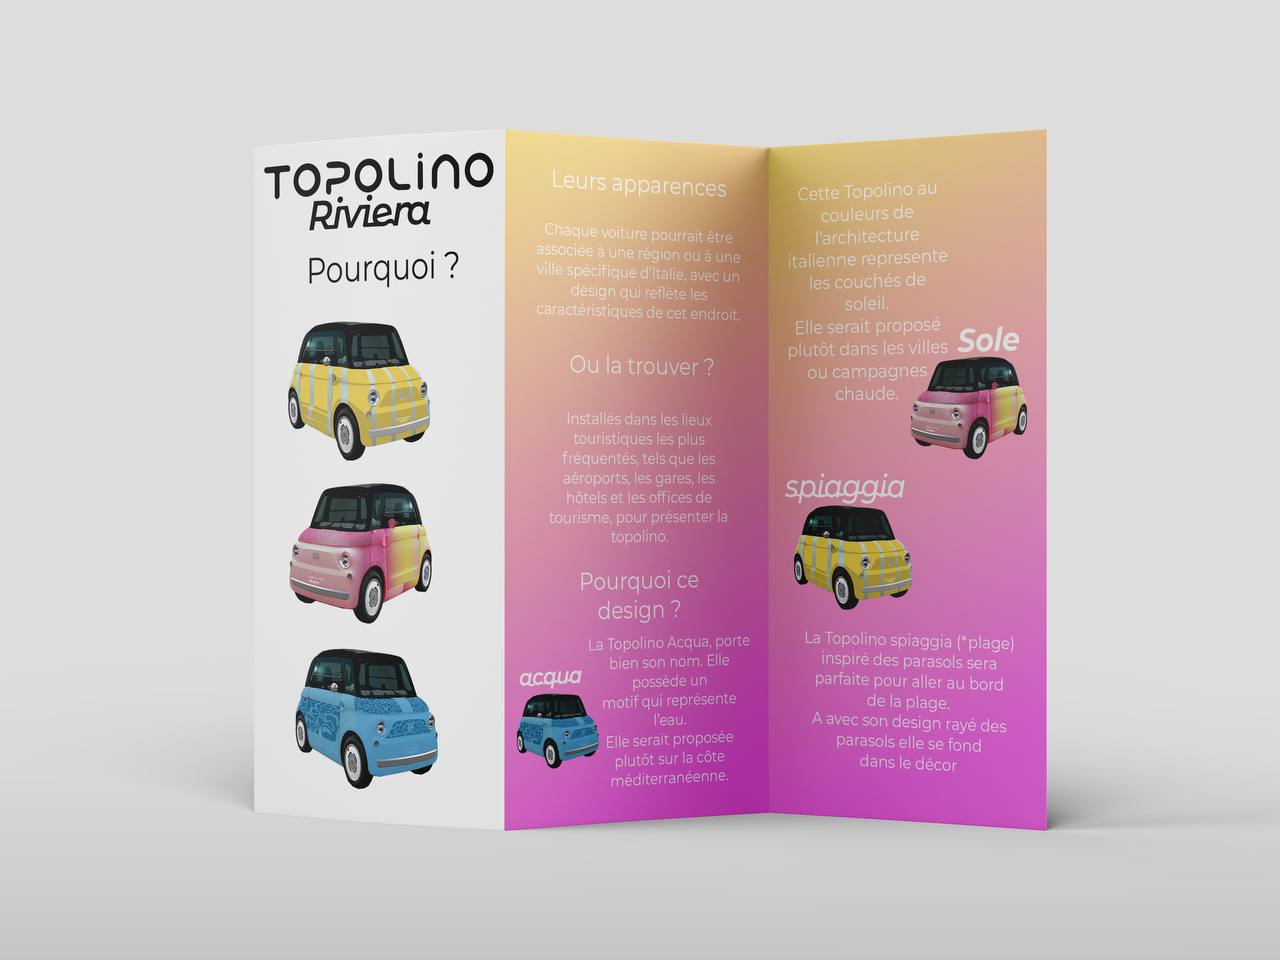 TOPOLINO
Riviera
Pourquoi ?
Leurs apparences
Chaque voiture pourrait être
associée à une région ou à une
ville spécifique d'Italie, avec un
design qui reflète les
caractéristiques de cet endroit.
Ou la trouver ?
Installés dans les lieux
touristiques les plus
fréquentés, tels que les
aéroports, les gares, les
hôtels et les offices de
tourisme, pour présenter la
topolino.
Pourquoi ce
design ?
La Topolino Acqua, porte
bien son nom. Elle
possède un
motif qui représente
l'eau.
Elle serait proposée
plutôt sur la côte
méditerranéenne.
acqua
Cette Topolino au
couleurs de
l'architecture
italienne represente
les couchés de
soleil.
Elle serait proposé
plutôt dans les villes
ou campagnes
chaude.
Sole
spiaggia
La Topolino spiaggia (*plage)
inspiré des parasols sera
parfaite pour aller au bord
de la plage.
A avec son design rayé des
parasols elle se fond
dans le décor